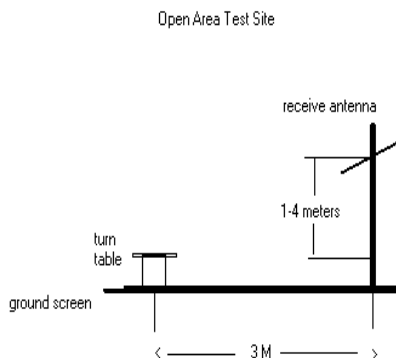 Open Area Test Site
receive antenna
1-4 meters
turn
table
ground screen
3 M